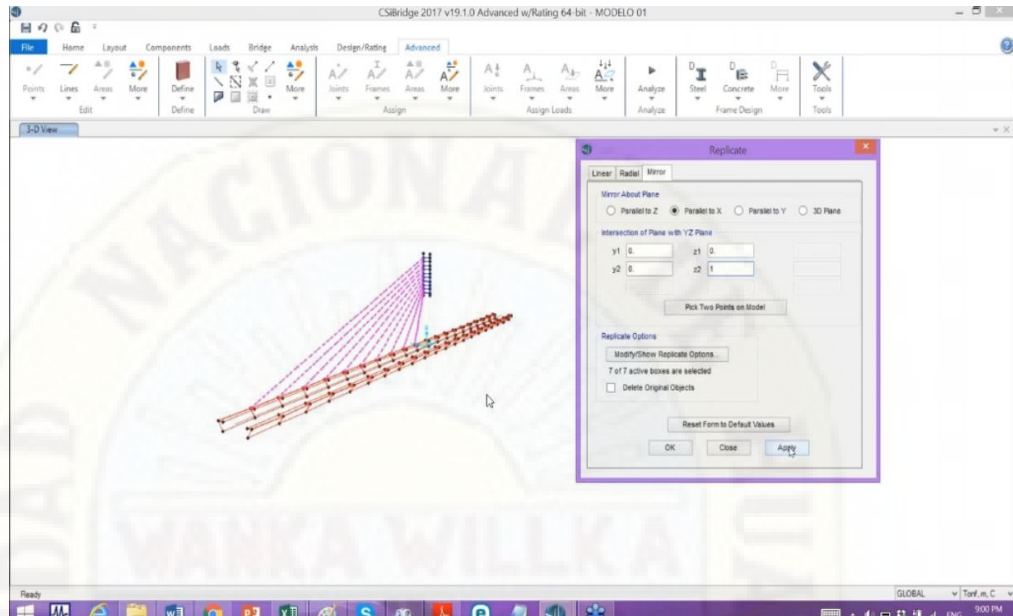 CSiBridge 2017 v19.1.0 Advanced w/Rating 64-bit - MODELO 01
File Home Layout Components Loads Bridge Analysis Design/Rating Advanced
Points Lines Areas More Define More Joints Frames Areas More Joints Frames Areas More Analyze Steel Concrete More Tools
Edit Define Draw Assign Assign Loads Analyze Frame Design Tools
3-D View
Replicate
Linear Radial Mirror
Mirror About Plane
Parallel to Z Parallel to X Parallel to Y 3D Plane
Intersection of Plane with YZ Plane
y1 0. z1 0.
y2 0. z2 1
Pick Two Points on Model
Replicate Options
Modify/Show Replicate Options...
7 of 7 active boxes are selected
Delete Original Objects
Reset Form to Default Values
OK Close Apply
NACIONAL
WANKA WILLKA
Ready GLOBAL Tonf, m, C
ENG 9:00 PM